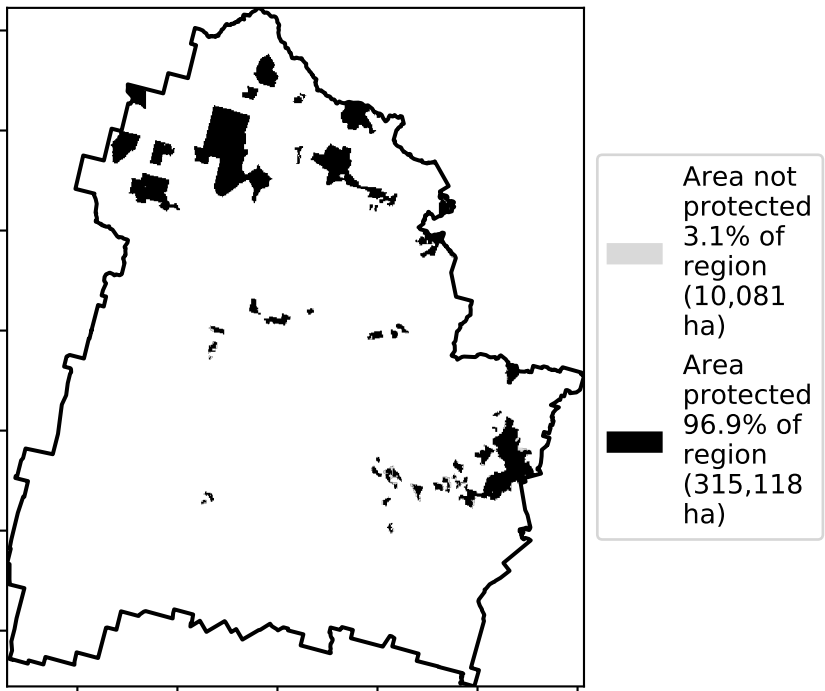 Area not
protected
3.1% of
region
(10,081
ha)
Area
protected
96.9% of
region
(315,118
ha)